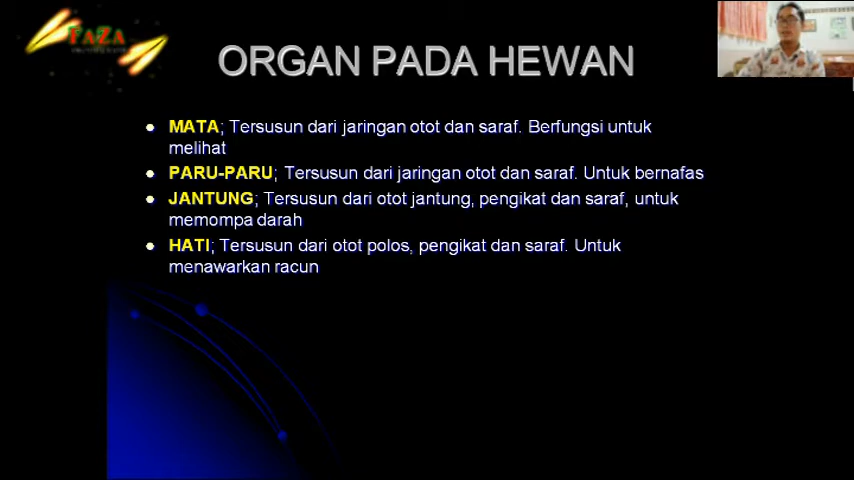 FAZA
ORGAN PADA HEWAN
● MATA; Tersusun dari jaringan otot dan saraf. Berfungsi untuk
melihat
● PARU-PARU; Tersusun dari jaringan otot dan saraf. Untuk bernafas
● JANTUNG; Tersusun dari otot jantung, pengikat dan saraf, untuk
memompa darah
● HATI; Tersusun dari otot polos, pengikat dan saraf. Untuk
menawarkan racun